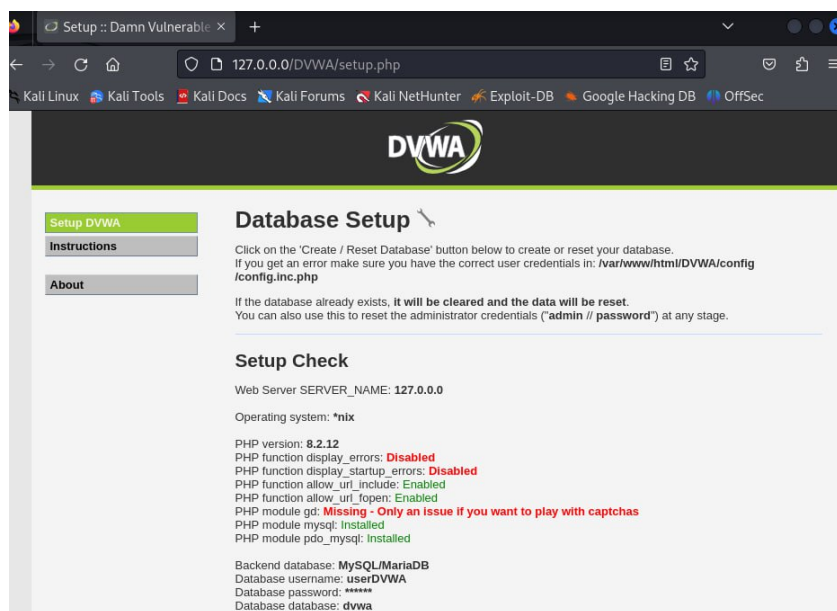 Setup :: Damn Vulnerable
127.0.0.0/DVWA/setup.php
Kali Linux Kali Tools Kali Docs Kali Forums Kali NetHunter Exploit-DB Google Hacking DB OffSec
DVWA
Setup DVWA
Instructions
About
Database Setup
Click on the 'Create / Reset Database' button below to create or reset your database.
If you get an error make sure you have the correct user credentials in: /var/www/html/DVWA/config
/config.inc.php
If the database already exists, it will be cleared and the data will be reset.
You can also use this to reset the administrator credentials ("admin // password") at any stage.
Setup Check
Web Server SERVER_NAME: 127.0.0.0
Operating system: *nix
PHP version: 8.2.12
PHP function display_errors: Disabled
PHP function display_startup_errors: Disabled
PHP function allow_url_include: Enabled
PHP function allow_url_fopen: Enabled
PHP module gd: Missing - Only an issue if you want to play with captchas
PHP module mysql: Installed
PHP module pdo_mysql: Installed
Backend database: MySQL/MariaDB
Database username: userDVWA
Database password: ******
Database database: dvwa